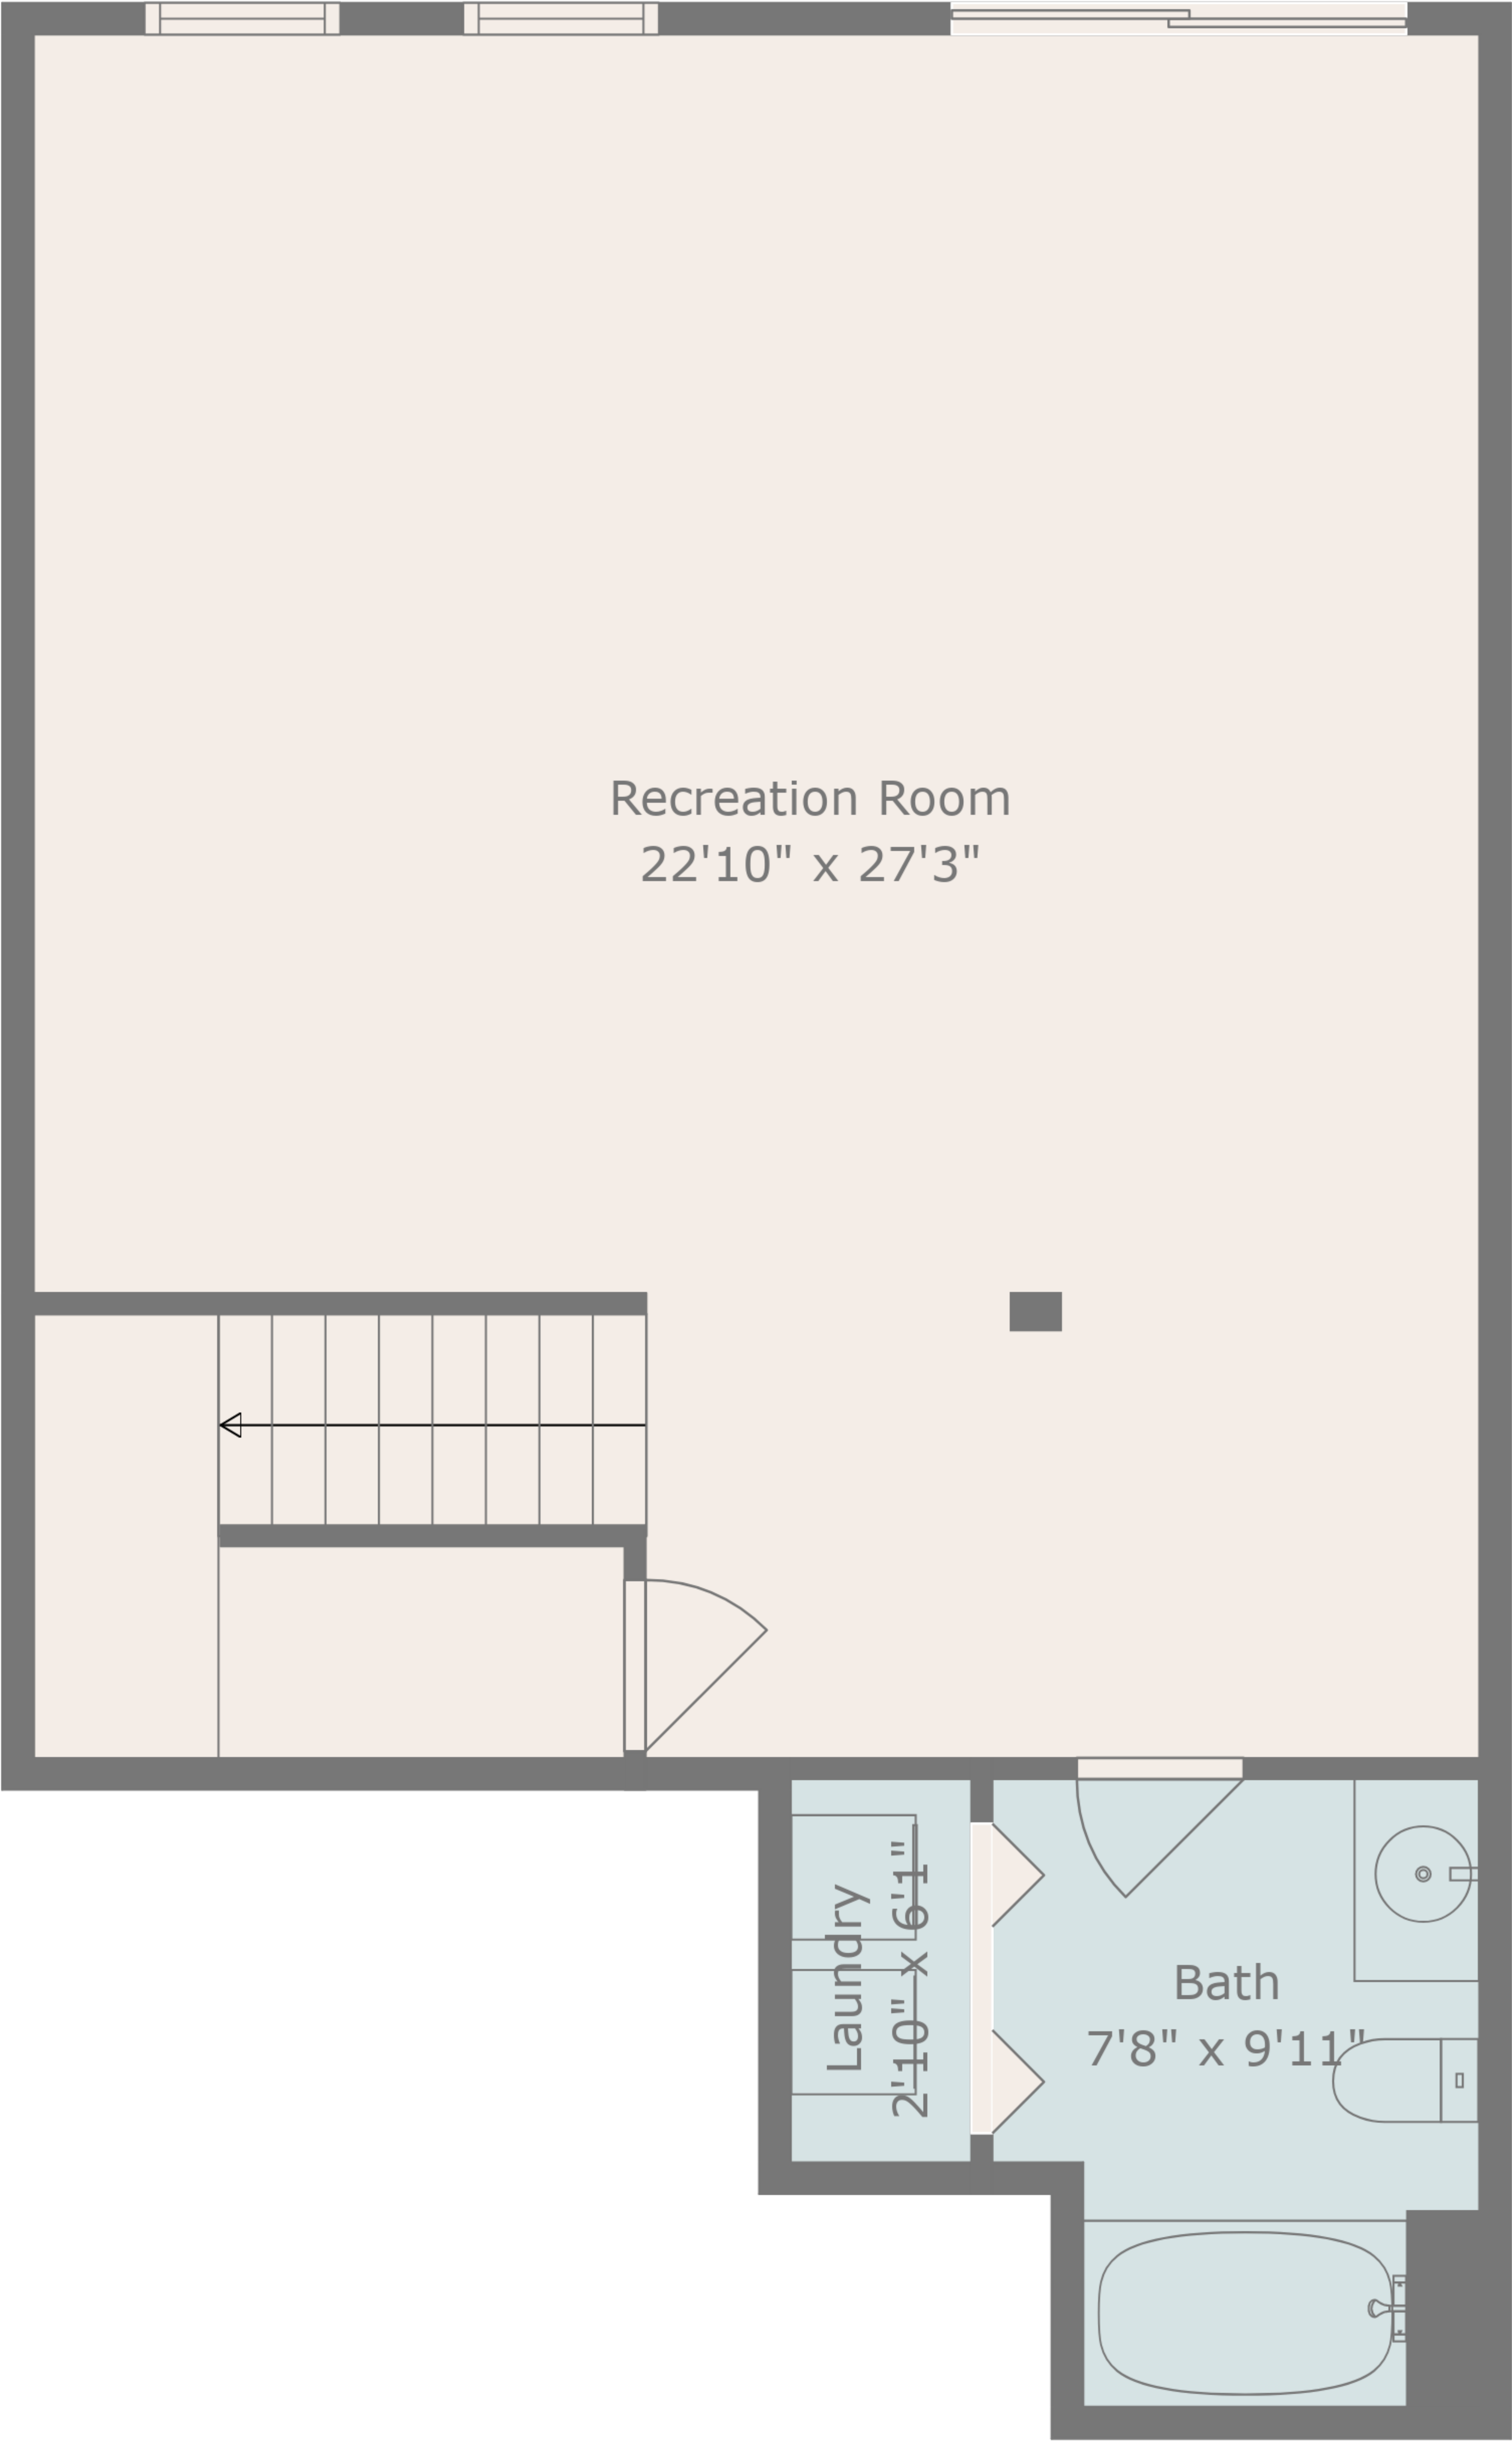 Recreation Room
22'10" x 27'3"
Laundry
2'10" x 6'1"
Bath
7'8" x 9'11"